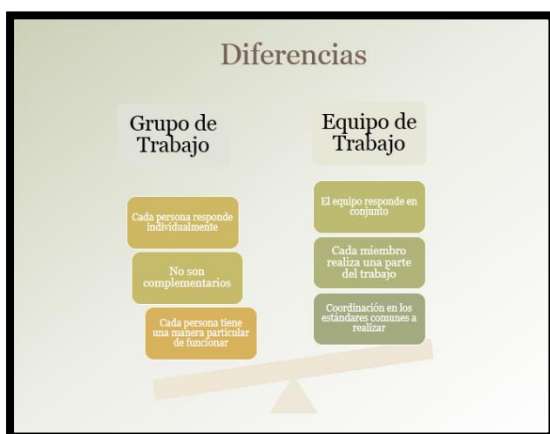 Diferencias
Grupo de
Trabajo
Cada persona responde
individualmente
No son
complementarios
Cada persona tiene
una manera particular
de funcionar
Equipo de
Trabajo
El equipo responde en
conjunto
Cada miembro
realiza una parte
del trabajo
Coordinación en los
estándares comunes a
realizar